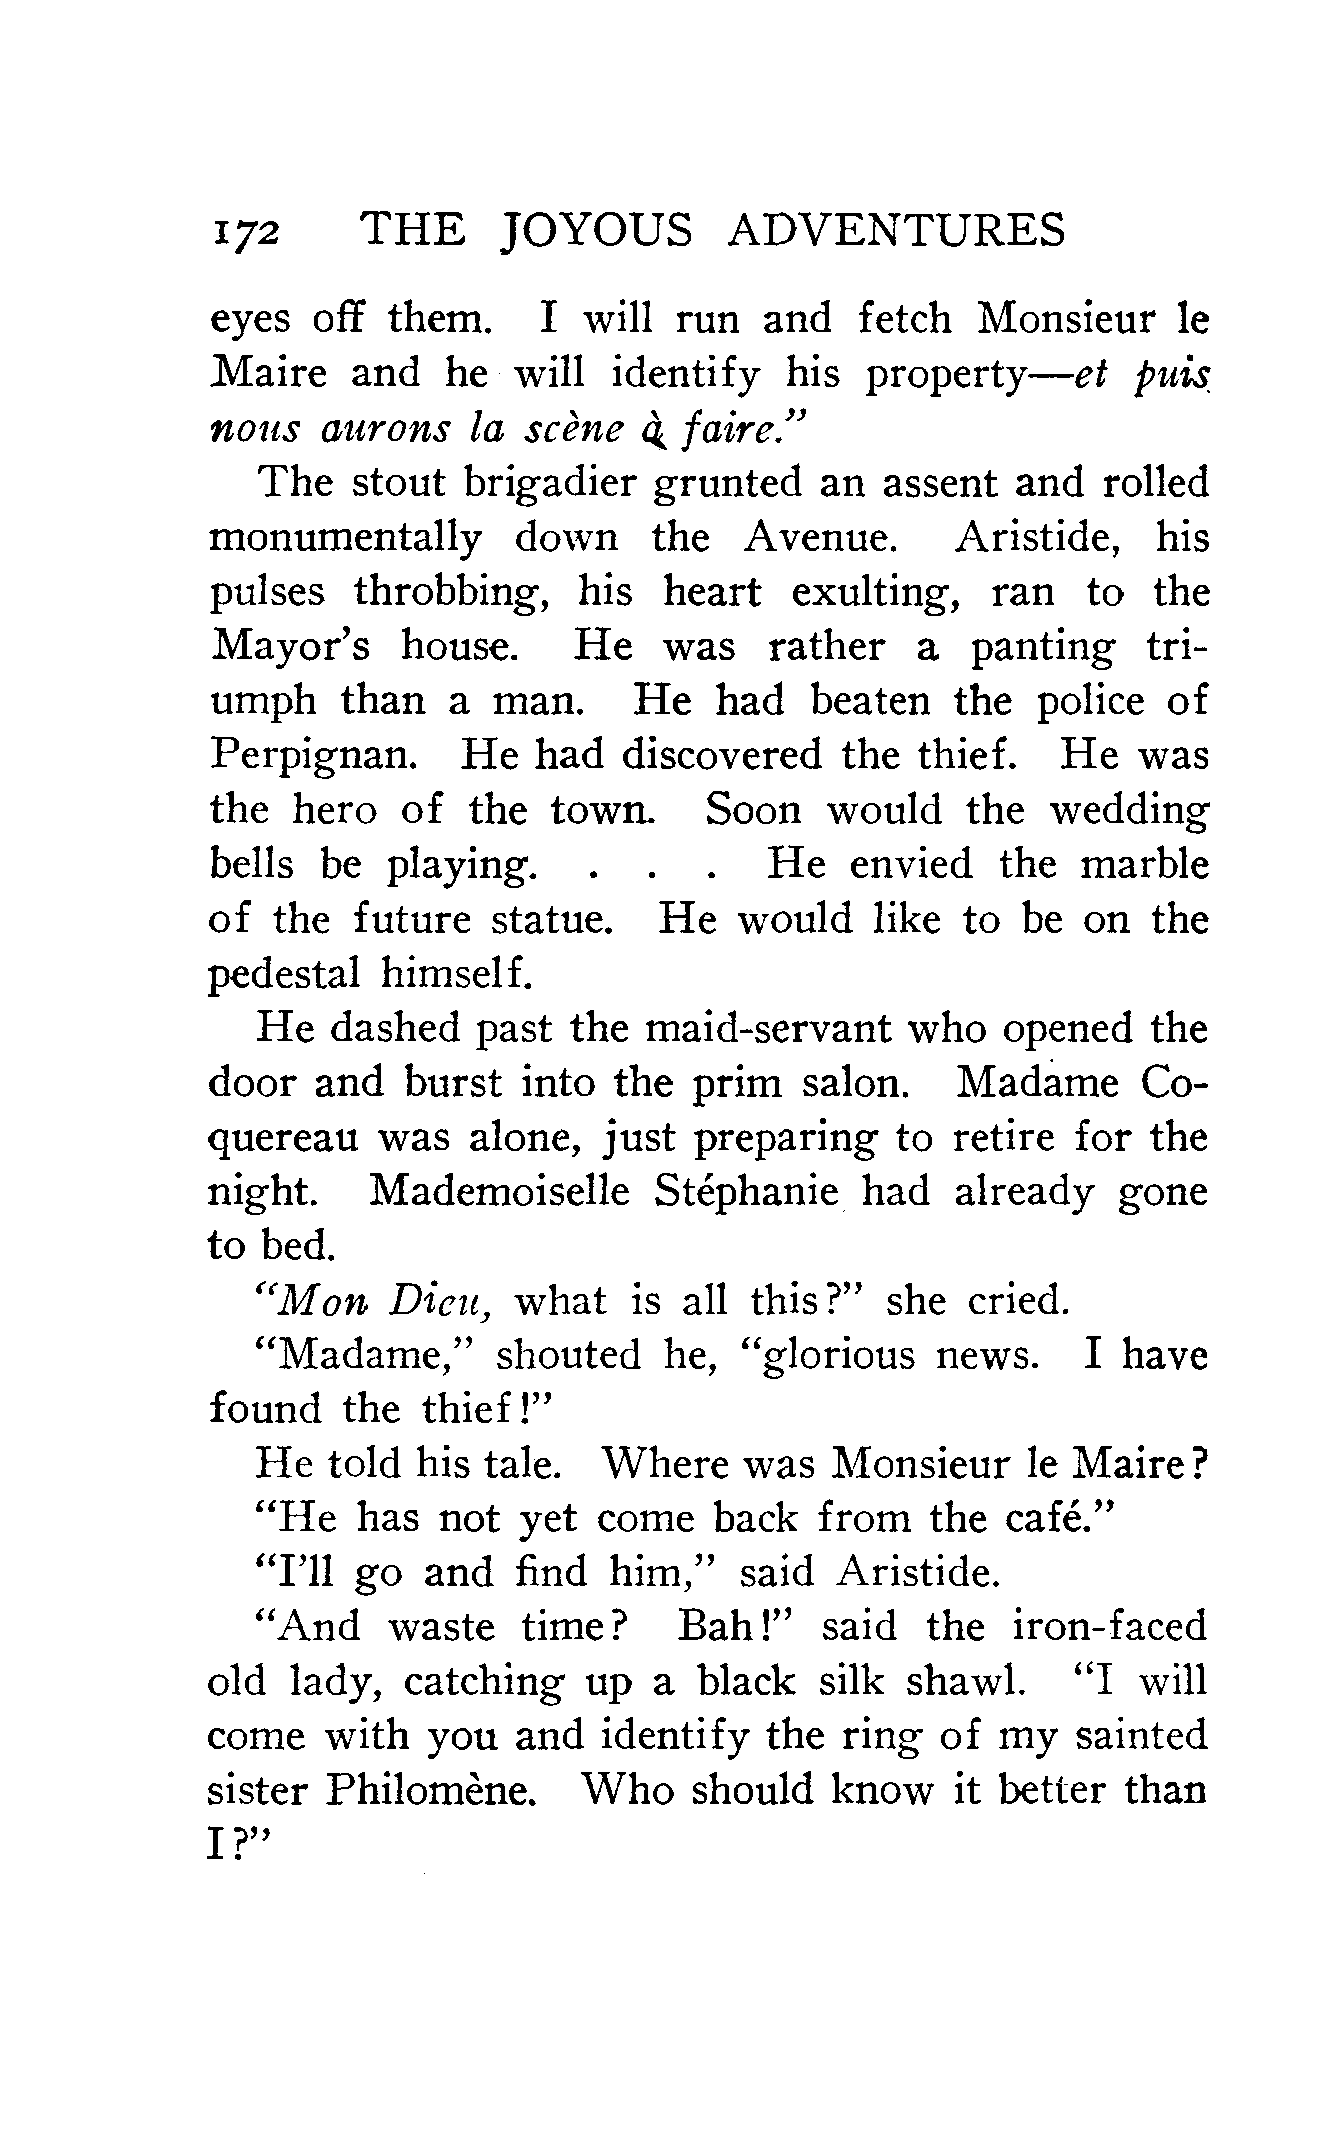 172 THE JOYOUS ADVENTURES
eyes off them. I will run and fetch Monsieur le
Maire and he will identify his property—et puis
nous aurons la scène à faire."
The stout brigadier grunted an assent and rolled
monumentally down the Avenue. Aristide, his
pulses throbbing, his heart exulting, ran to the
Mayor's house. He was rather a panting tri-
umph than a man. He had beaten the police of
Perpignan. He had discovered the thief. He was
the hero of the town. Soon would the wedding
bells be playing. . . . He envied the marble
of the future statue. He would like to be on the
pedestal himself.
He dashed past the maid-servant who opened the
door and burst into the prim salon. Madame Co-
quereau was alone, just preparing to retire for the
night. Mademoiselle Stéphanie had already gone
to bed.
"Mon Dieu, what is all this?" she cried.
"Madame," shouted he, "glorious news. I have
found the thief!"
He told his tale. Where was Monsieur le Maire?
"He has not yet come back from the café."
"I'll go and find him," said Aristide.
"And waste time? Bah!" said the iron-faced
old lady, catching up a black silk shawl. "I will
come with you and identify the ring of my sainted
sister Philomène. Who should know it better than
I?"